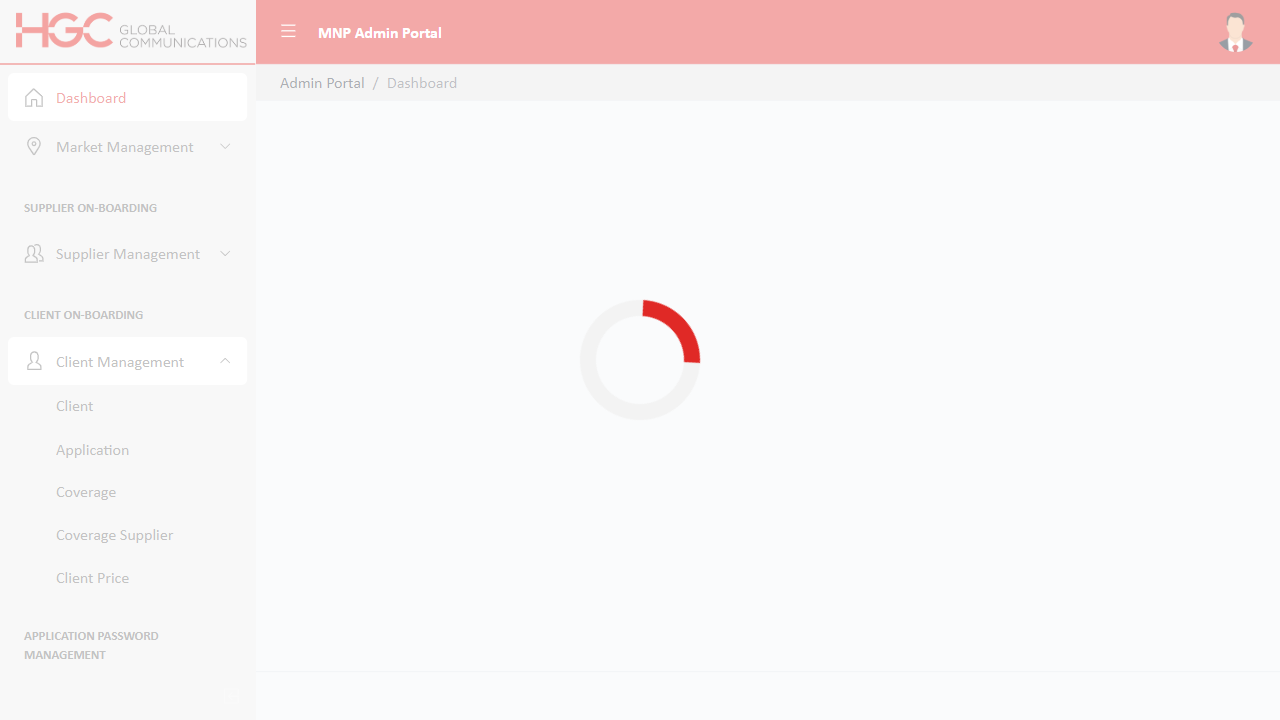 HGC GLOBAL
COMMUNICATIONS
MNP Admin Portal
Admin Portal / Dashboard
Dashboard
Market Management
SUPPLIER ON-BOARDING
Supplier Management
CLIENT ON-BOARDING
Client Management
Client
Application
Coverage
Coverage Supplier
Client Price
APPLICATION PASSWORD
MANAGEMENT